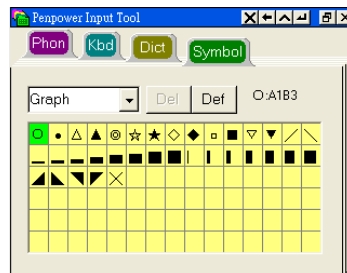 Penpower Input Tool
Phon Kbd Dict Symbol
Graph Del Def O:A1B3
○ • △ ▲ ◎ ☆ ★ ◇ ◆ □ ■ ▽ ▼ ╱ ╲
▁ ▂ ▃ ▄ ▅ ▆ ▇ █ ▏ ▎ ▍ ▌ ▋ ▊ ▉
◢ ◣ ◥ ◤ ╳